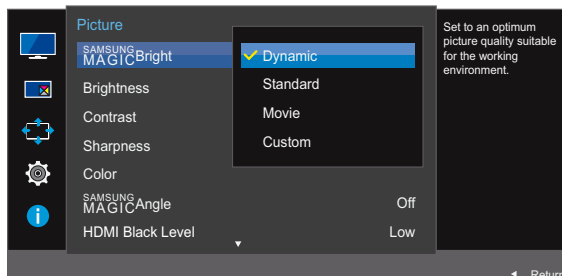 Picture
SAMSUNG
MAGICBright
Brightness
Contrast
Sharpness
Color
SAMSUNG
MAGICAngle Off
HDMI Black Level Low
Dynamic
Standard
Movie
Custom
Set to an optimum
picture quality suitable
for the working
environment.
Return